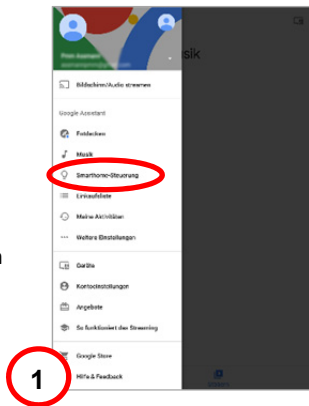 sik
Bildschirm/Audio streamen
Google Assistant
Entdecken
Musik
Smarthome-Steuerung
Einkaufsliste
Meine Aktivitäten
Weitere Einstellungen
n
Geräte
Kontoeinstellungen
Angebote
So funktioniert das Streaming
Google Store
Hilfe & Feedback
1